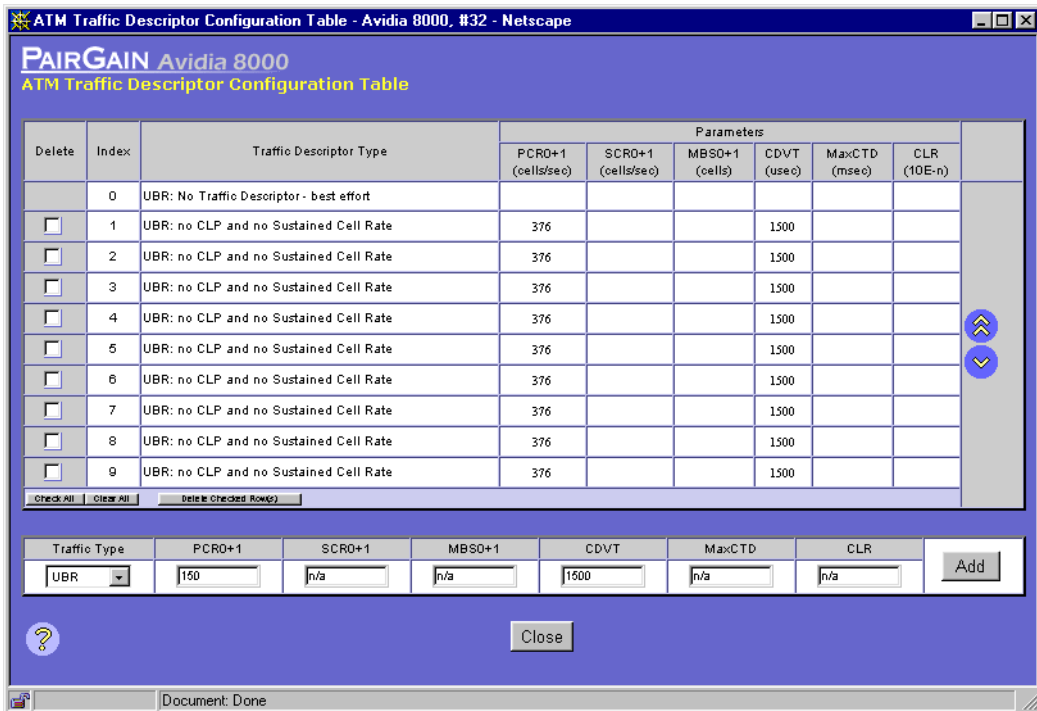 ATM Traffic Descriptor Configuration Table - Avidia 8000, #32 - Netscape
PAIRGAIN Avidia 8000
ATM Traffic Descriptor Configuration Table
Delete Index Traffic Descriptor Type Parameters
PCR0+1 (cells/sec) SCR0+1 (cells/sec) MBS0+1 (cells) CDVT (usec) MaxCTD (msec) CLR (10E-n)
0 UBR: No Traffic Descriptor - best effort
1 UBR: no CLP and no Sustained Cell Rate 376 1500
2 UBR: no CLP and no Sustained Cell Rate 376 1500
3 UBR: no CLP and no Sustained Cell Rate 376 1500
4 UBR: no CLP and no Sustained Cell Rate 376 1500
5 UBR: no CLP and no Sustained Cell Rate 376 1500
6 UBR: no CLP and no Sustained Cell Rate 376 1500
7 UBR: no CLP and no Sustained Cell Rate 376 1500
8 UBR: no CLP and no Sustained Cell Rate 376 1500
9 UBR: no CLP and no Sustained Cell Rate 376 1500
Check All Clear All Delete Checked Row(s)
Traffic Type PCR0+1 SCR0+1 MBS0+1 CDVT MaxCTD CLR
UBR 150 n/a n/a 1500 n/a n/a Add
? Close
Document: Done